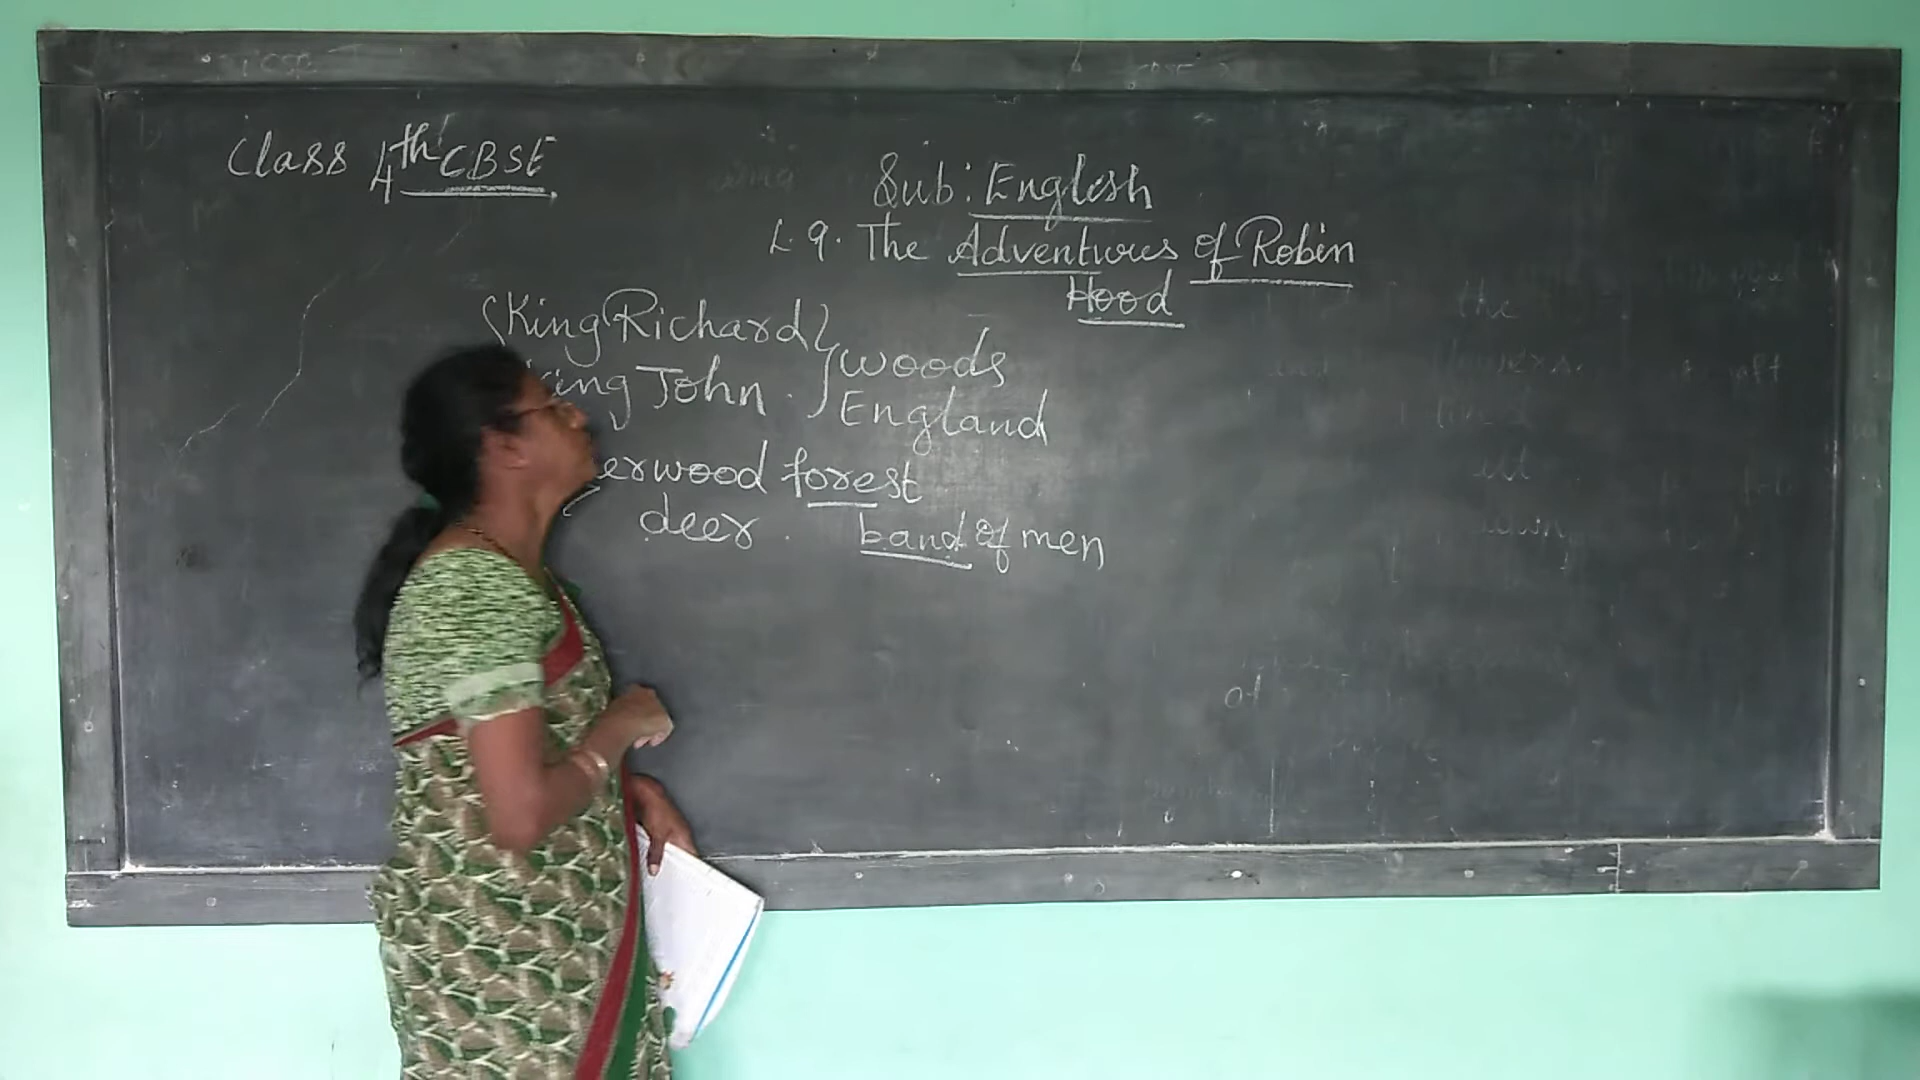 Class 4th CBSE
Sub: English
L. 9. The Adventures of Robin
Hood
King Richard
King John . woods
England
erwood forest
deer . band of men